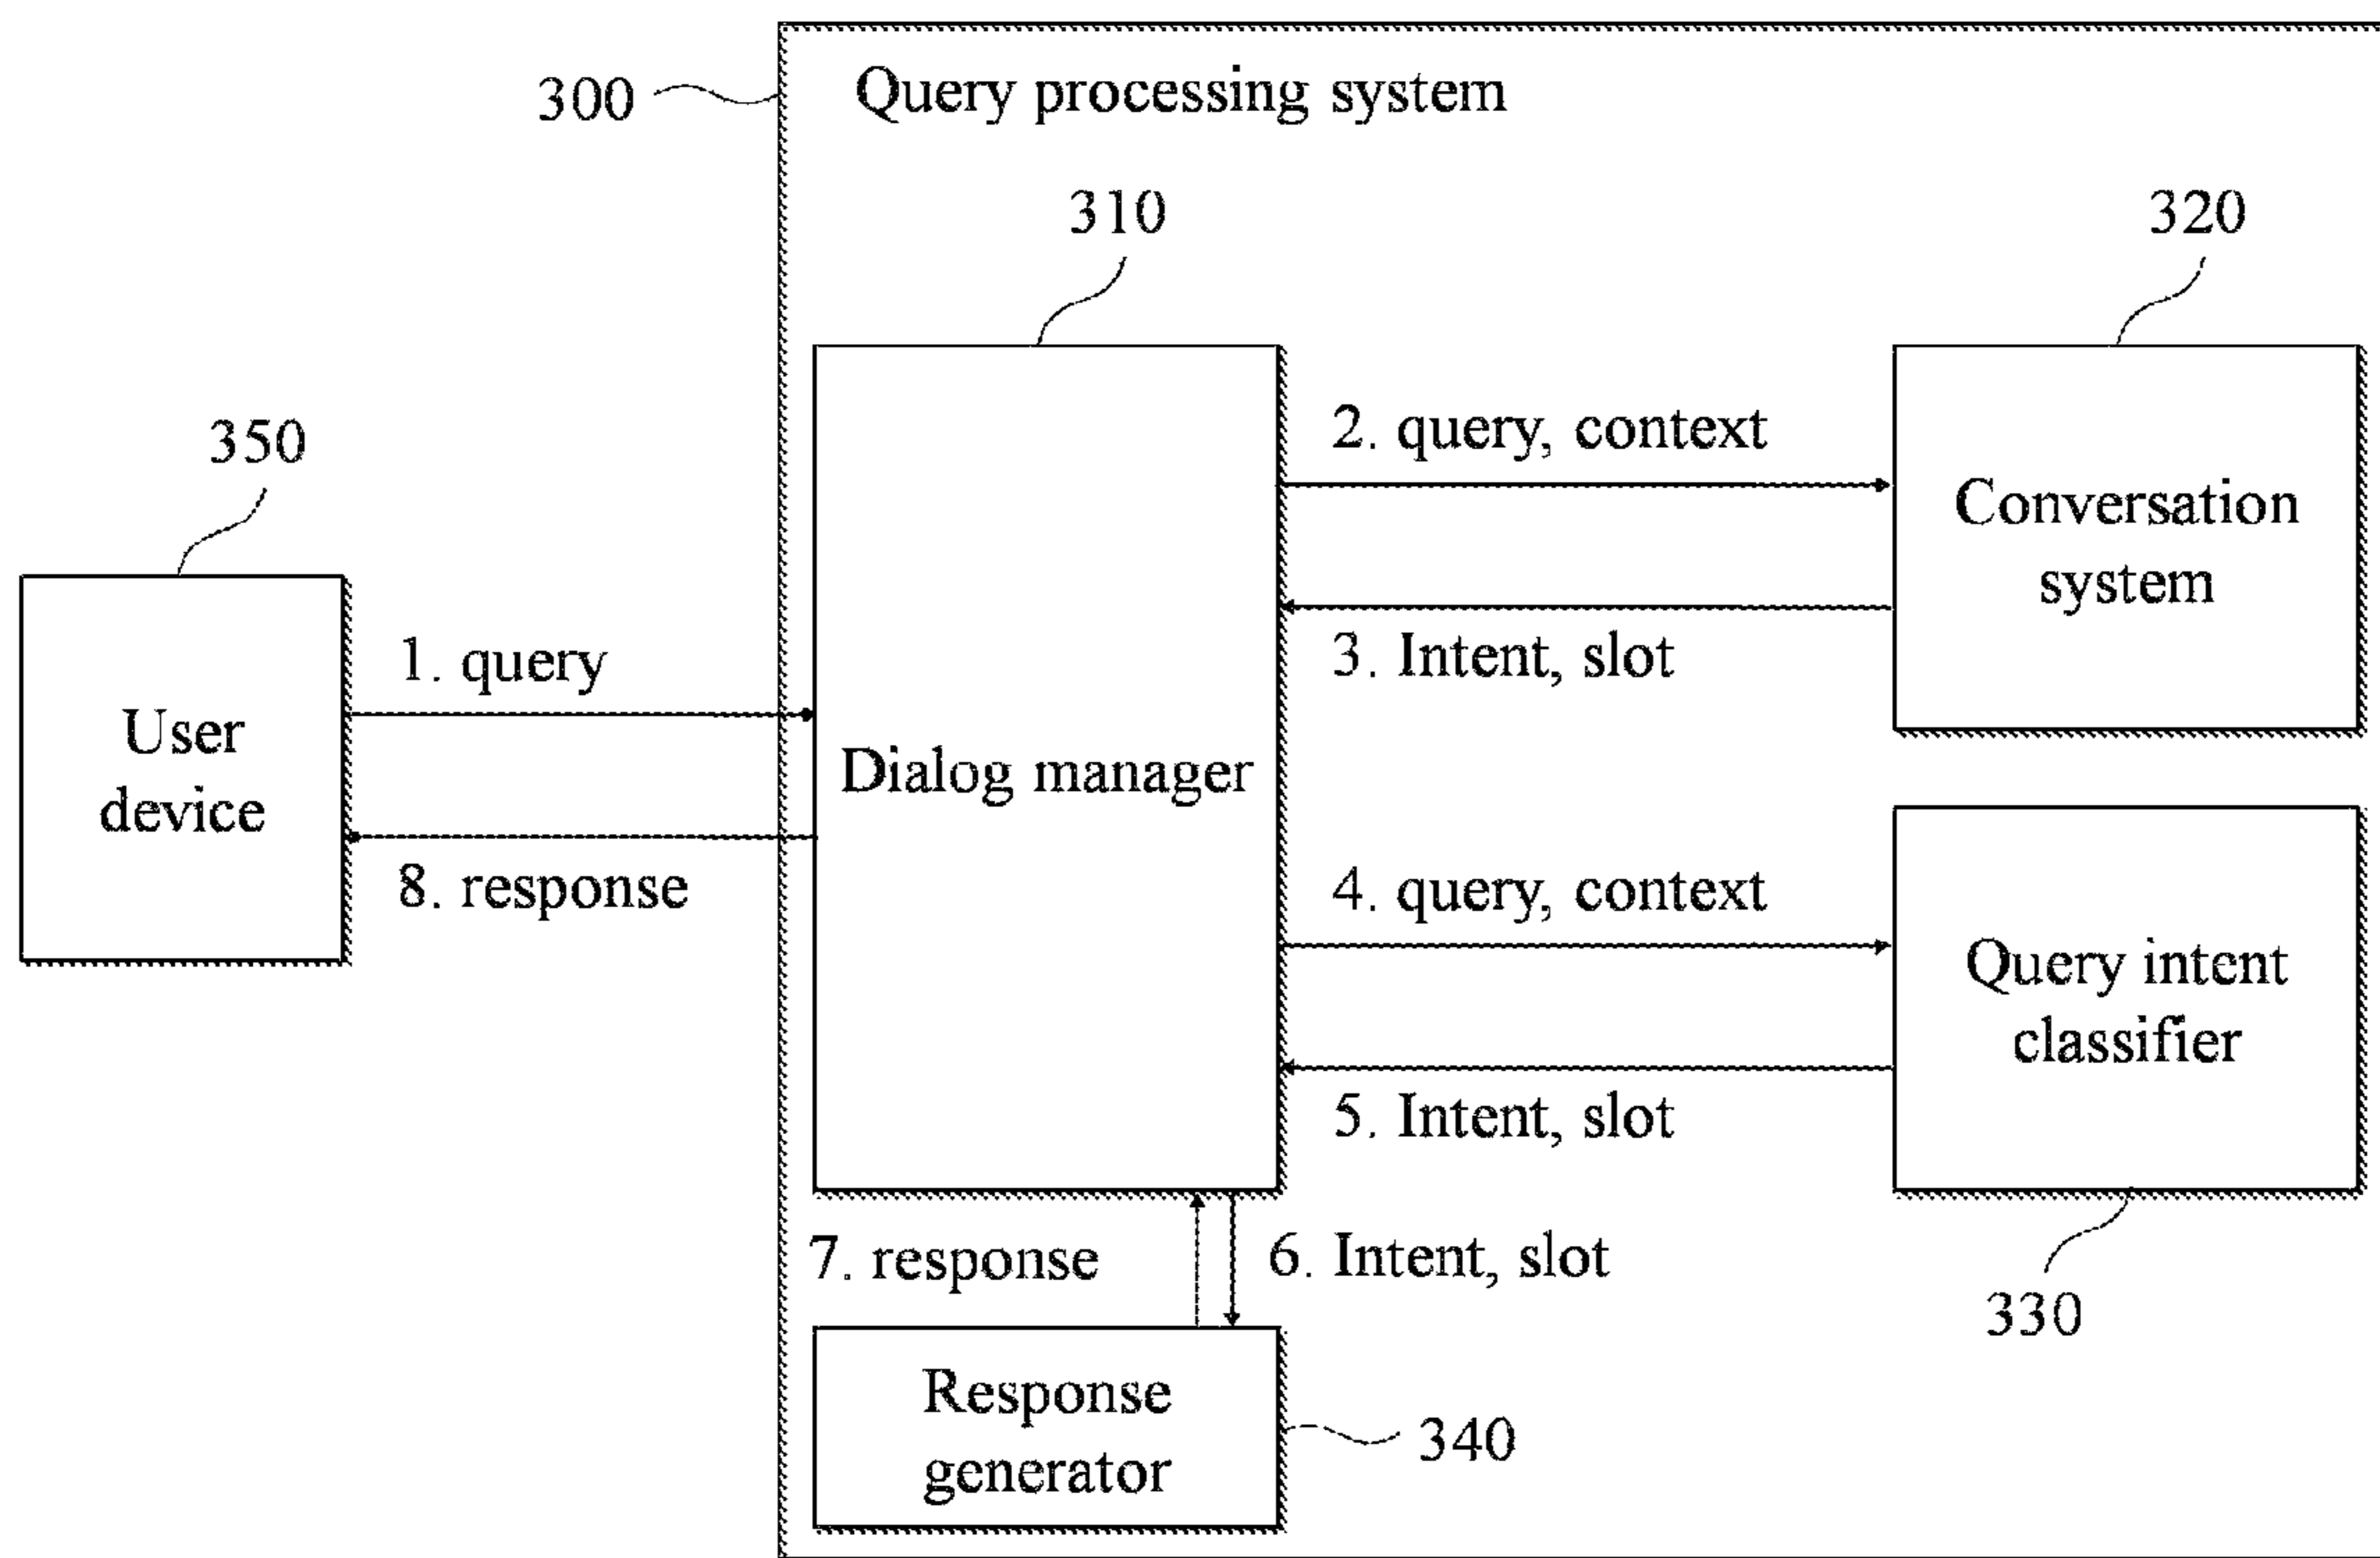 300
Query processing system
310
320
350
2. query, context
Conversation
system
3. Intent, slot
1. query
User
device
Dialog manager
8. response
4. query, context
Query intent
classifier
5. Intent, slot
7. response
6. Intent, slot
330
Response
generator
340